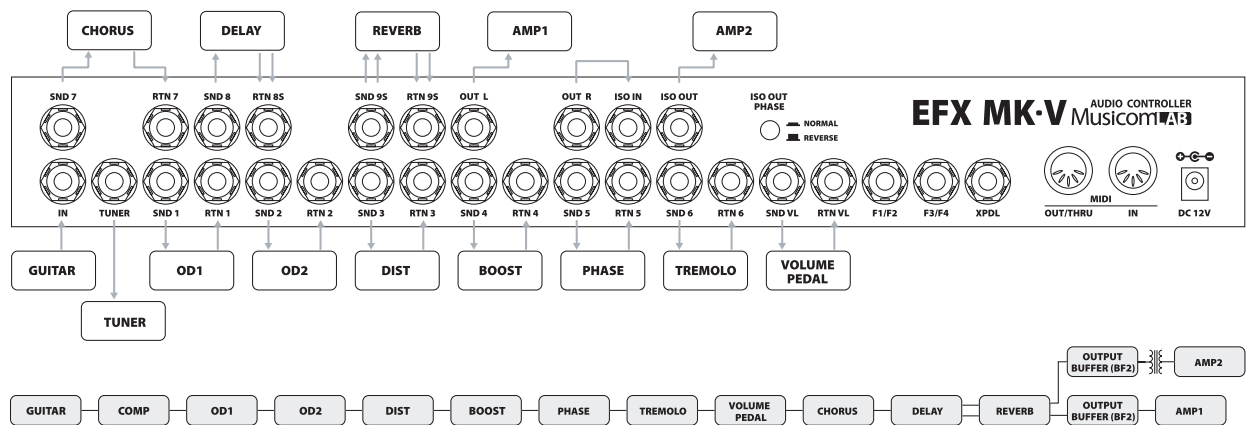 CHORUS DELAY REVERB AMP1 AMP2
SND 7 RTN 7 SND 8 RTN 8S SND 9S RTN 9S OUT L OUT R ISO IN ISO OUT ISO OUT
PHASE
NORMAL
REVERSE
EFX MK-V AUDIO CONTROLLER
MusicomLAB
IN TUNER SND 1 RTN 1 SND 2 RTN 2 SND 3 RTN 3 SND 4 RTN 4 SND 5 RTN 5 SND 6 RTN 6 SND VL RTN VL F1/F2 F3/F4 XPDL
MIDI
OUT/THRU IN DC 12V
GUITAR OD1 OD2 DIST BOOST PHASE TREMOLO VOLUME
PEDAL
TUNER
OUTPUT
BUFFER (BF2) AMP2
GUITAR COMP OD1 OD2 DIST BOOST PHASE TREMOLO VOLUME
PEDAL CHORUS DELAY REVERB OUTPUT
BUFFER (BF2) AMP1